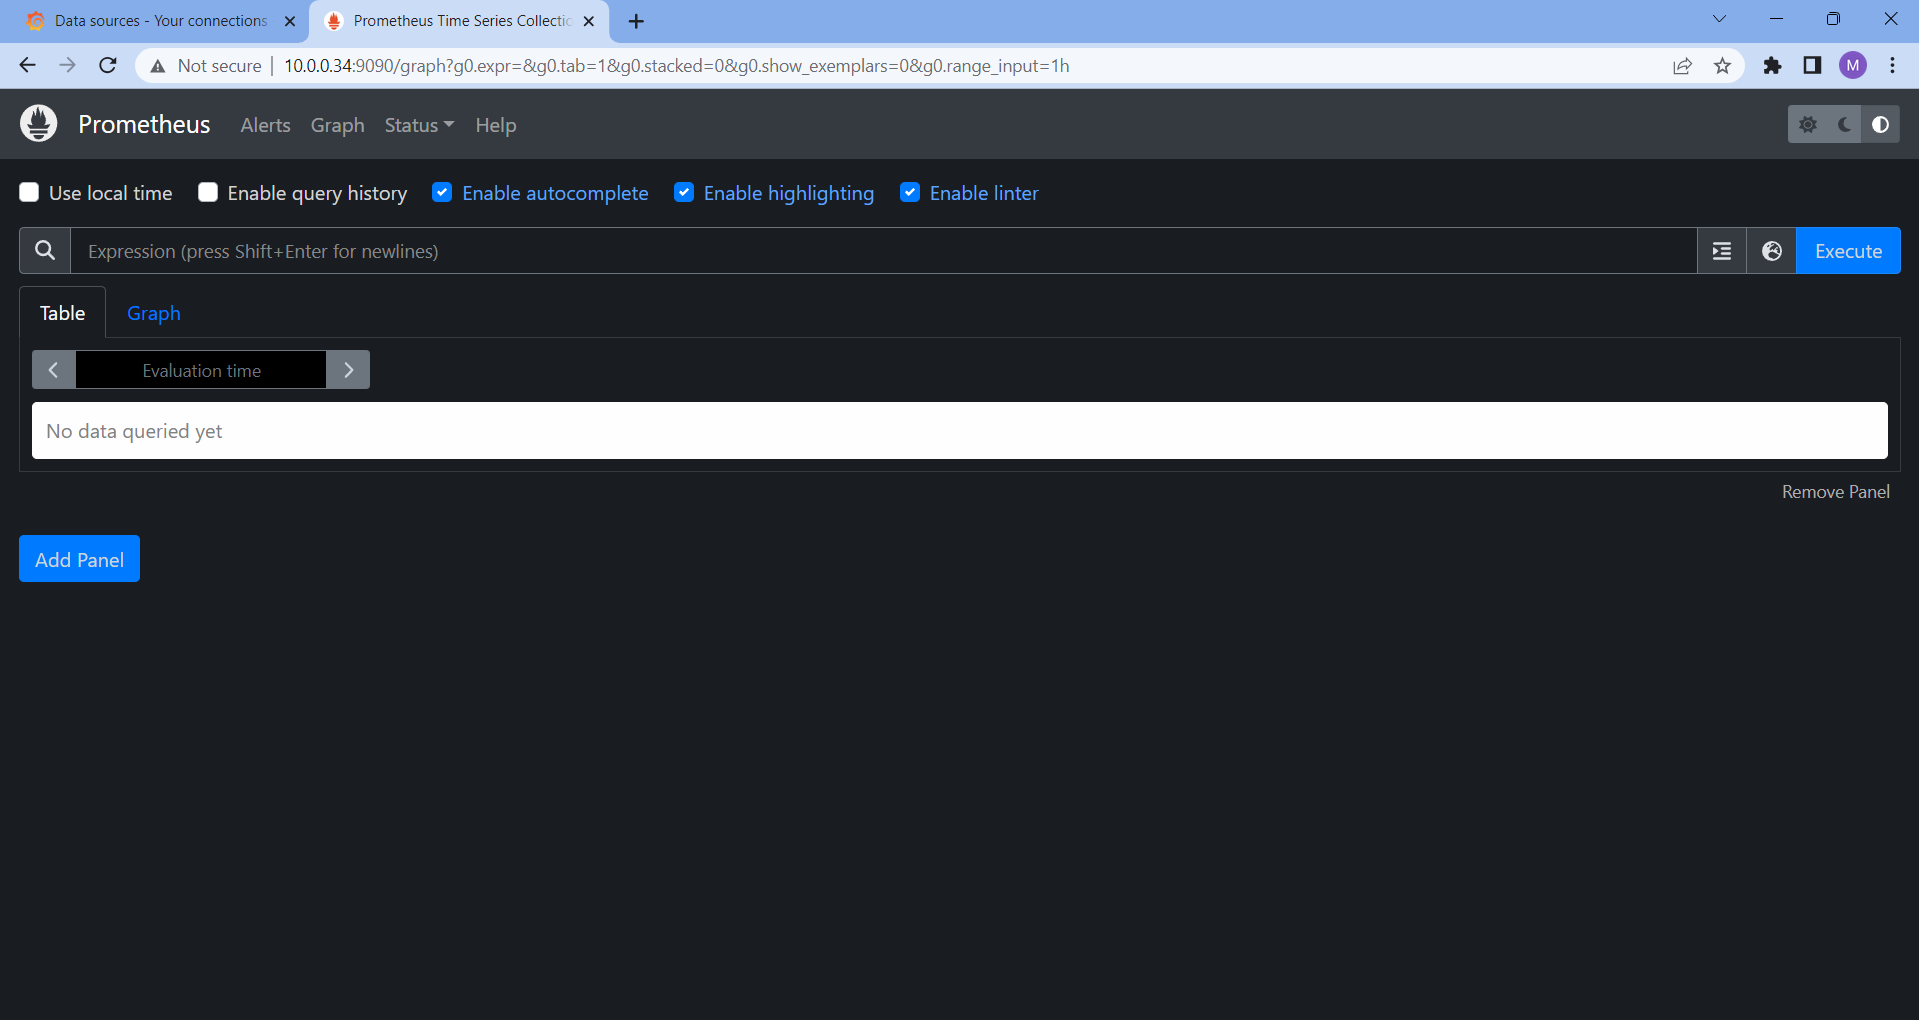 Data sources - Your connections
Prometheus Time Series Collectic
Not secure
10.0.0.34:9090/graph?g0.expr=&g0.tab=1&g0.stacked=0&g0.show_exemplars=0&g0.range_input=1h
M
Prometheus Alerts Graph Status Help
Use local time Enable query history Enable autocomplete Enable highlighting Enable linter
Expression (press Shift+Enter for newlines)
Execute
Table Graph
Evaluation time
No data queried yet
Remove Panel
Add Panel